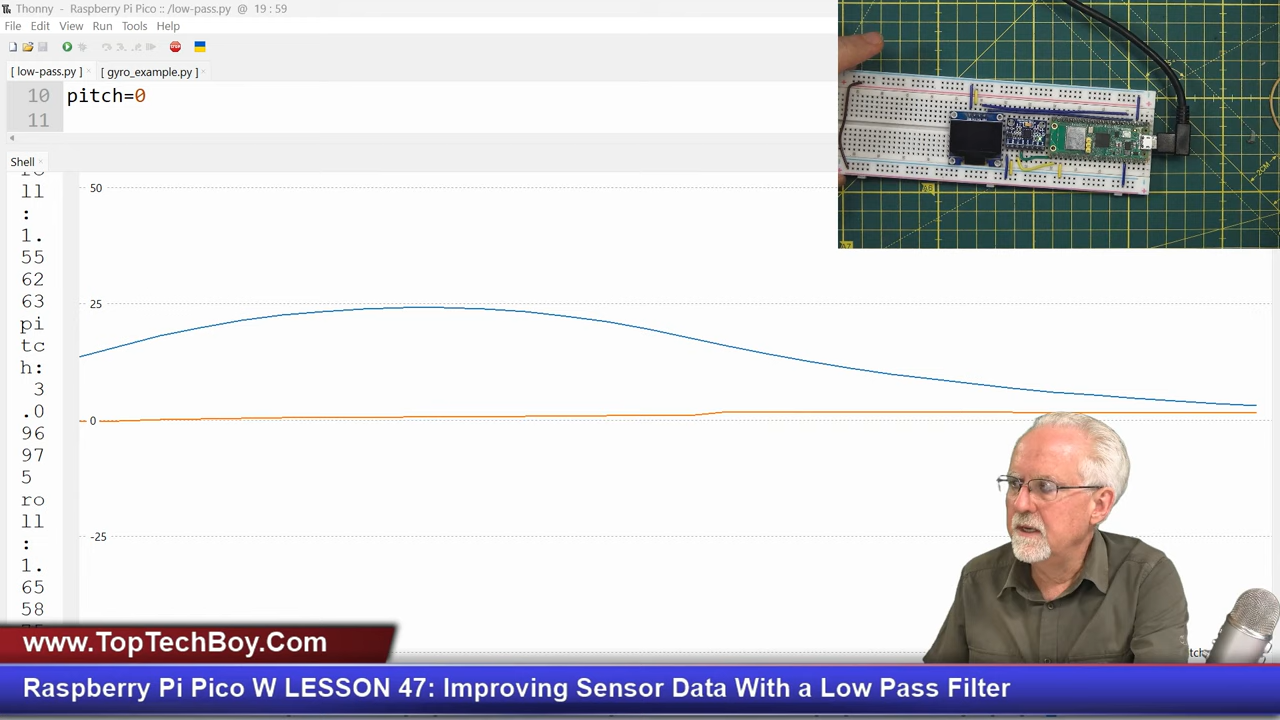 Thonny - Raspberry Pi Pico :: /low-pass.py @ 19 : 59
File Edit View Run Tools Help
[ low-pass.py ] × [ gyro_example.py ] ×
10 pitch=0
11
Shell ×
ll
:
1.
55
62
63
pi
tc
h:
3
.0
96
97
5
ro
ll
:
1.
65
58
50
25
0
-25
www.TopTechBoy.Com
Raspberry Pi Pico W LESSON 47: Improving Sensor Data With a Low Pass Filter